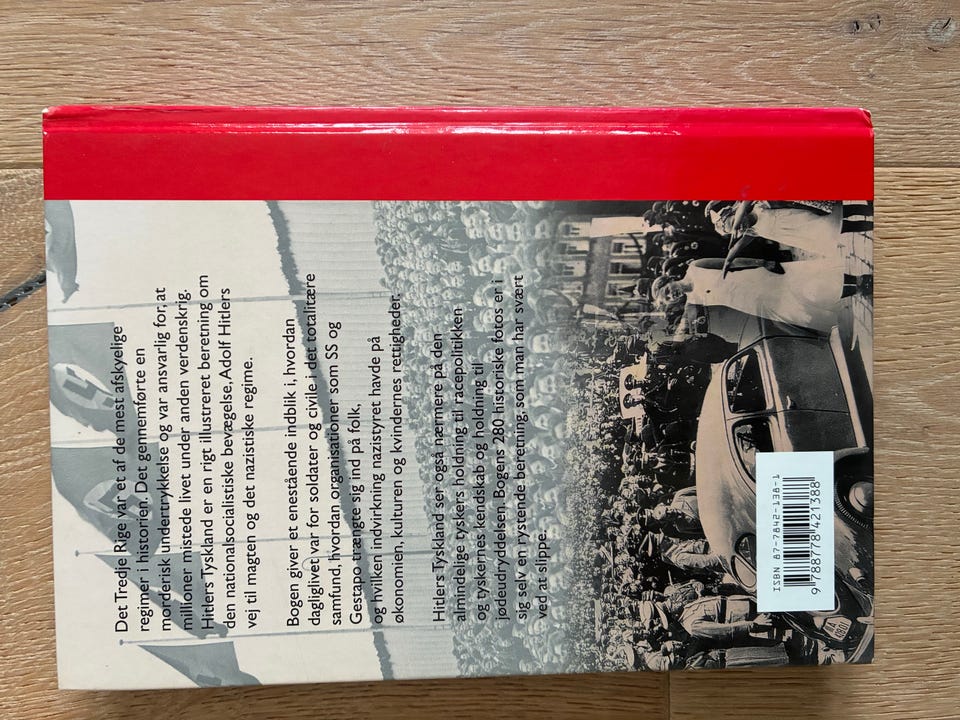 Det Tredje Rige var et af de mest afskyelige
regimer i historien. Det gennemførte en
morderisk undertrykkelse og var ansvarlig for, at
millioner mistede livet under anden verdenskrig.
Hitlers Tyskland er en rigt illustreret beretning om
den nationalsocialistiske bevægelse, Adolf Hitlers
vej til magten og det nazistiske regime.
Bogen giver et enestående indblik i, hvordan
dagliglivet var for soldater og civile i det totalitære
samfund, hvordan organisationer som SS og
Gestapo trængte sig ind på folk,
og hvilken indvirkning nazistyret havde på
økonomien, kulturen og kvindernes rettigheder.
Hitlers Tyskland ser også nærmere på den
almindelige tyskers holdning til racepolitikken
og tyskernes kendskab og holdning til
jødeudryddelsen. Bogens 280 historiske fotos er i
sig selv en rystende beretning, som man har svært
ved at slippe.
ISBN 87-7842-138-1
9 788778 421388